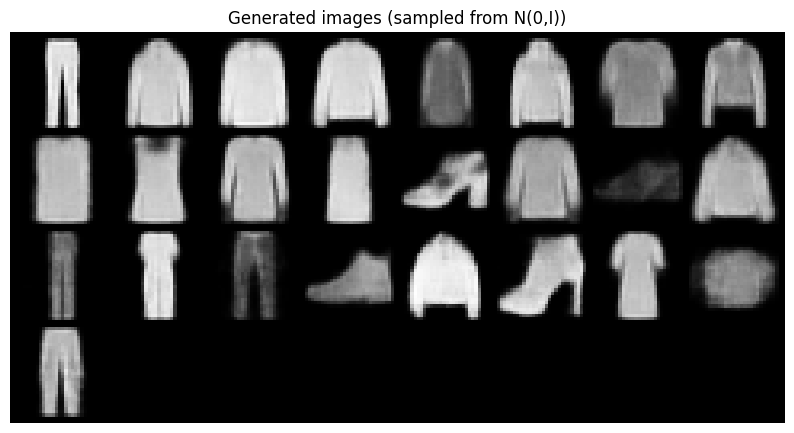 Generated images (sampled from N(0,I))